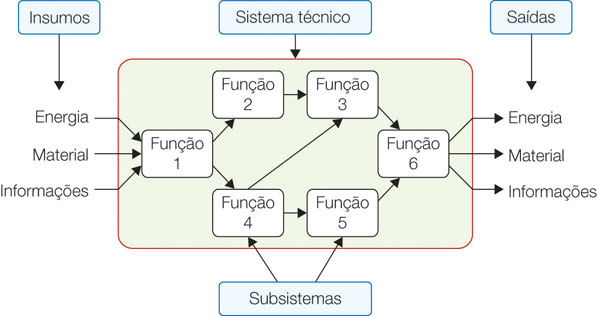 Insumos
Sistema técnico
Saídas
Energia
Material
Informações
Função
1
Função
2
Função
3
Função
4
Função
5
Função
6
Energia
Material
Informações
Subsistemas